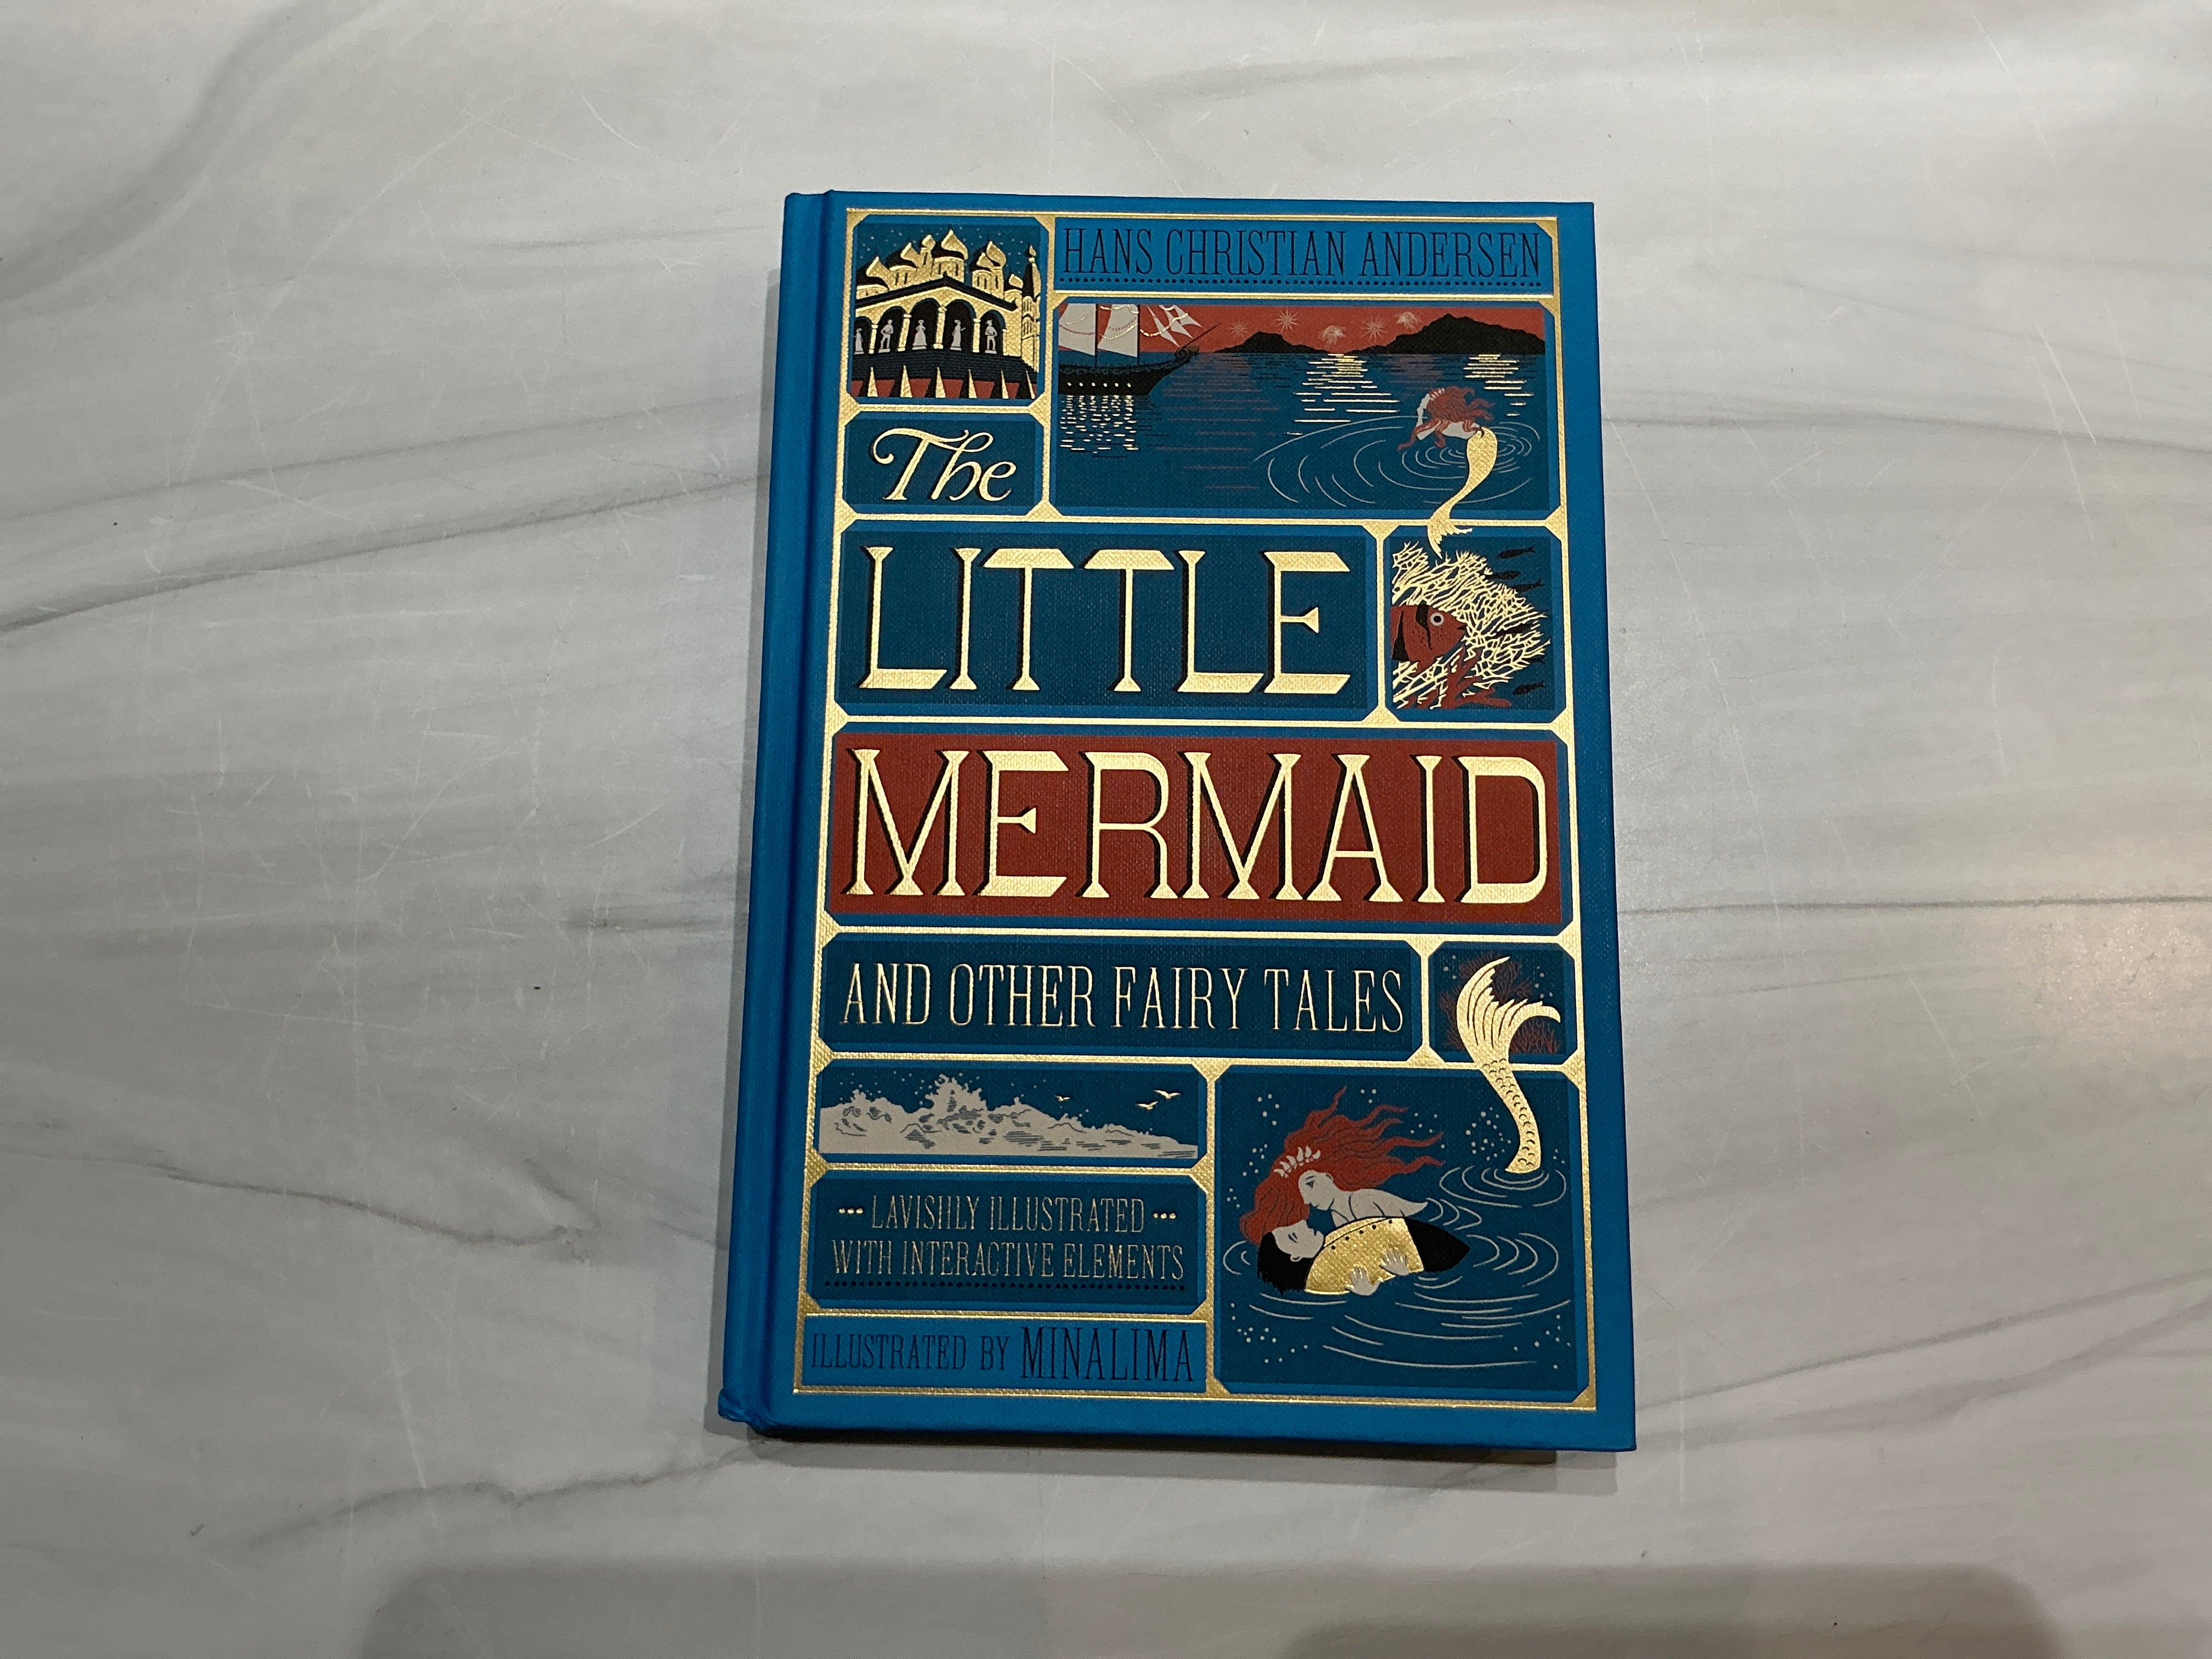 HANS CHRISTIAN ANDERSEN
The
LITTLE
MERMAID
AND OTHER FAIRY TALES
LAVISHLY ILLUSTRATED
WITH INTERACTIVE ELEMENTS
ILLUSTRATED BY MINALIMA